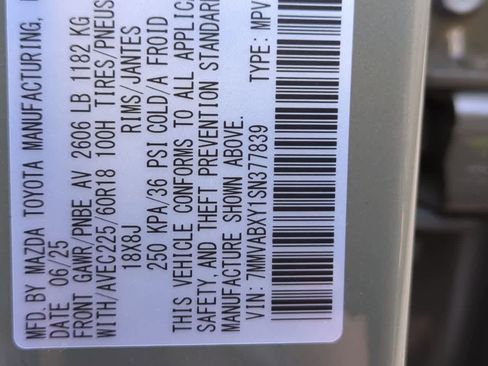 MFD. BY MAZDA TOYOTA MANUFACTURING,
DATE 06/25
FRONT GAMR/PNBE AV 2606 LB 1182 KG
WITH/AVEC225/60R18 100H TIRES/PNEUS
18X8J RIMS/JANTES
250 KPA/36 PSI COLD/A FROID
THIS VEHICLE CONFORMS TO ALL APPLIC
SAFETY, AND THEFT PREVENTION STANDAR
MANUFACTURE SHOWN ABOVE.
VIN: 7MMVABXY1SN377839 TYPE: MPV